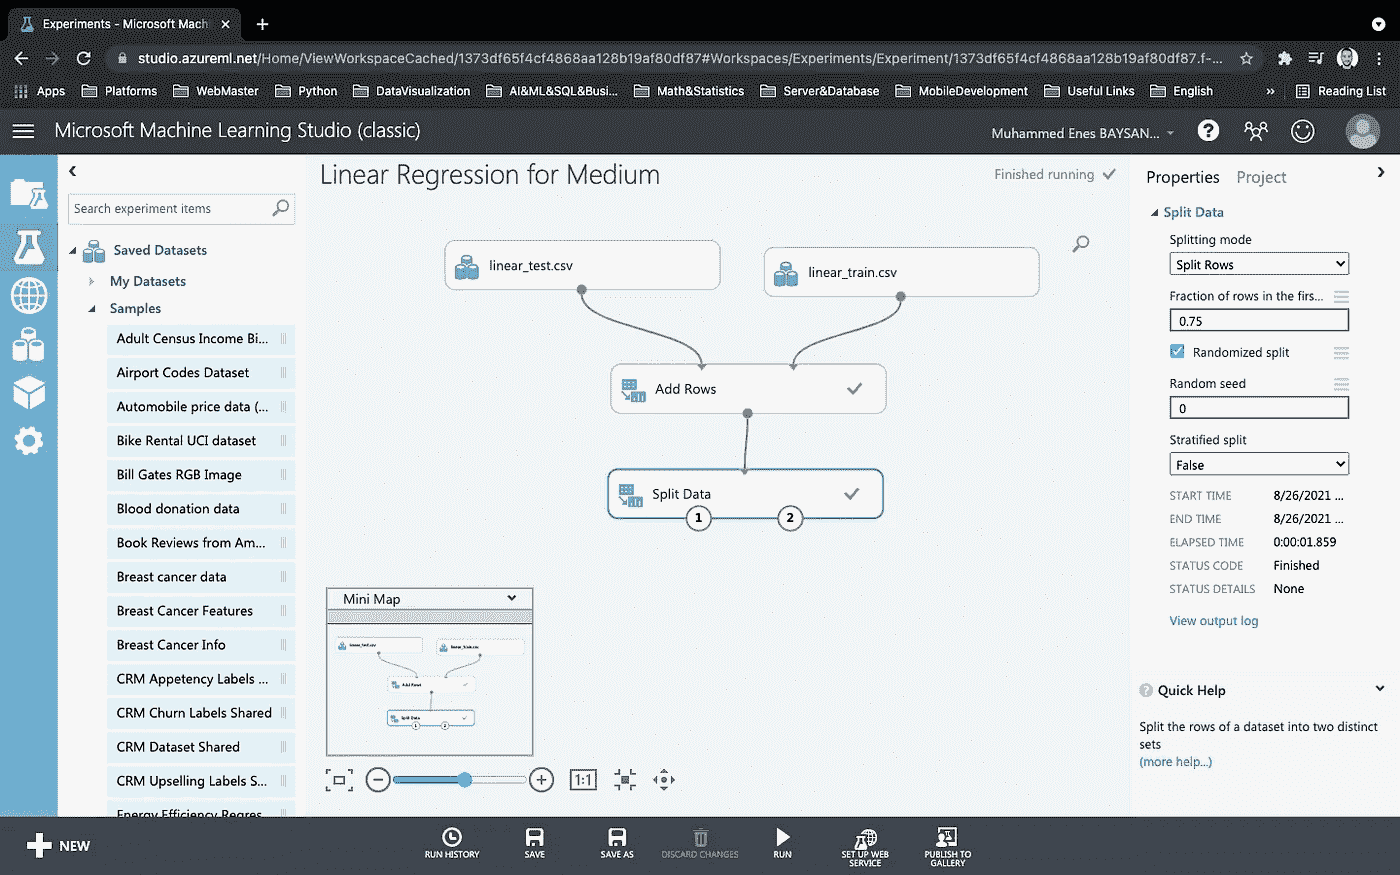 Experiments - Microsoft Mach
studio.azureml.net/Home/ViewWorkspaceCached/1373df65f4cf4868aa128b19af80df87#Workspaces/Experiments/Experiment/1373df65f4cf4868aa128b19af80df87.f-...
Apps Platforms WebMaster Python DataVisualization AI&ML&SQL&Busi... Math&Statistics Server&Database MobileDevelopment Useful Links English » Reading List
Microsoft Machine Learning Studio (classic)
Muhammed Enes BAYSAN...
Linear Regression for Medium
Finished running
Search experiment items
Saved Datasets
My Datasets
Samples
Adult Census Income Bi...
Airport Codes Dataset
Automobile price data (...
Bike Rental UCI dataset
Bill Gates RGB Image
Blood donation data
Book Reviews from Am...
Breast cancer data
Breast Cancer Features
Breast Cancer Info
CRM Appetency Labels ...
CRM Churn Labels Shared
CRM Dataset Shared
CRM Upselling Labels S...
Energy Efficiency Regres
linear_test.csv
linear_train.csv
Add Rows
Split Data
1 2
Mini Map
linear_test.csv
linear_train.csv
Add Rows
Split Data
1 2
1:1
Properties Project
Split Data
Splitting mode
Split Rows
Fraction of rows in the firs...
0.75
Randomized split
Random seed
0
Stratified split
False
START TIME 8/26/2021 ...
END TIME 8/26/2021 ...
ELAPSED TIME 0:00:01.859
STATUS CODE Finished
STATUS DETAILS None
View output log
Quick Help
Split the rows of a dataset into two distinct
sets
(more help...)
NEW
RUN HISTORY
SAVE
SAVE AS
DISCARD CHANGES
RUN
SET UP WEB
SERVICE
PUBLISH TO
GALLERY